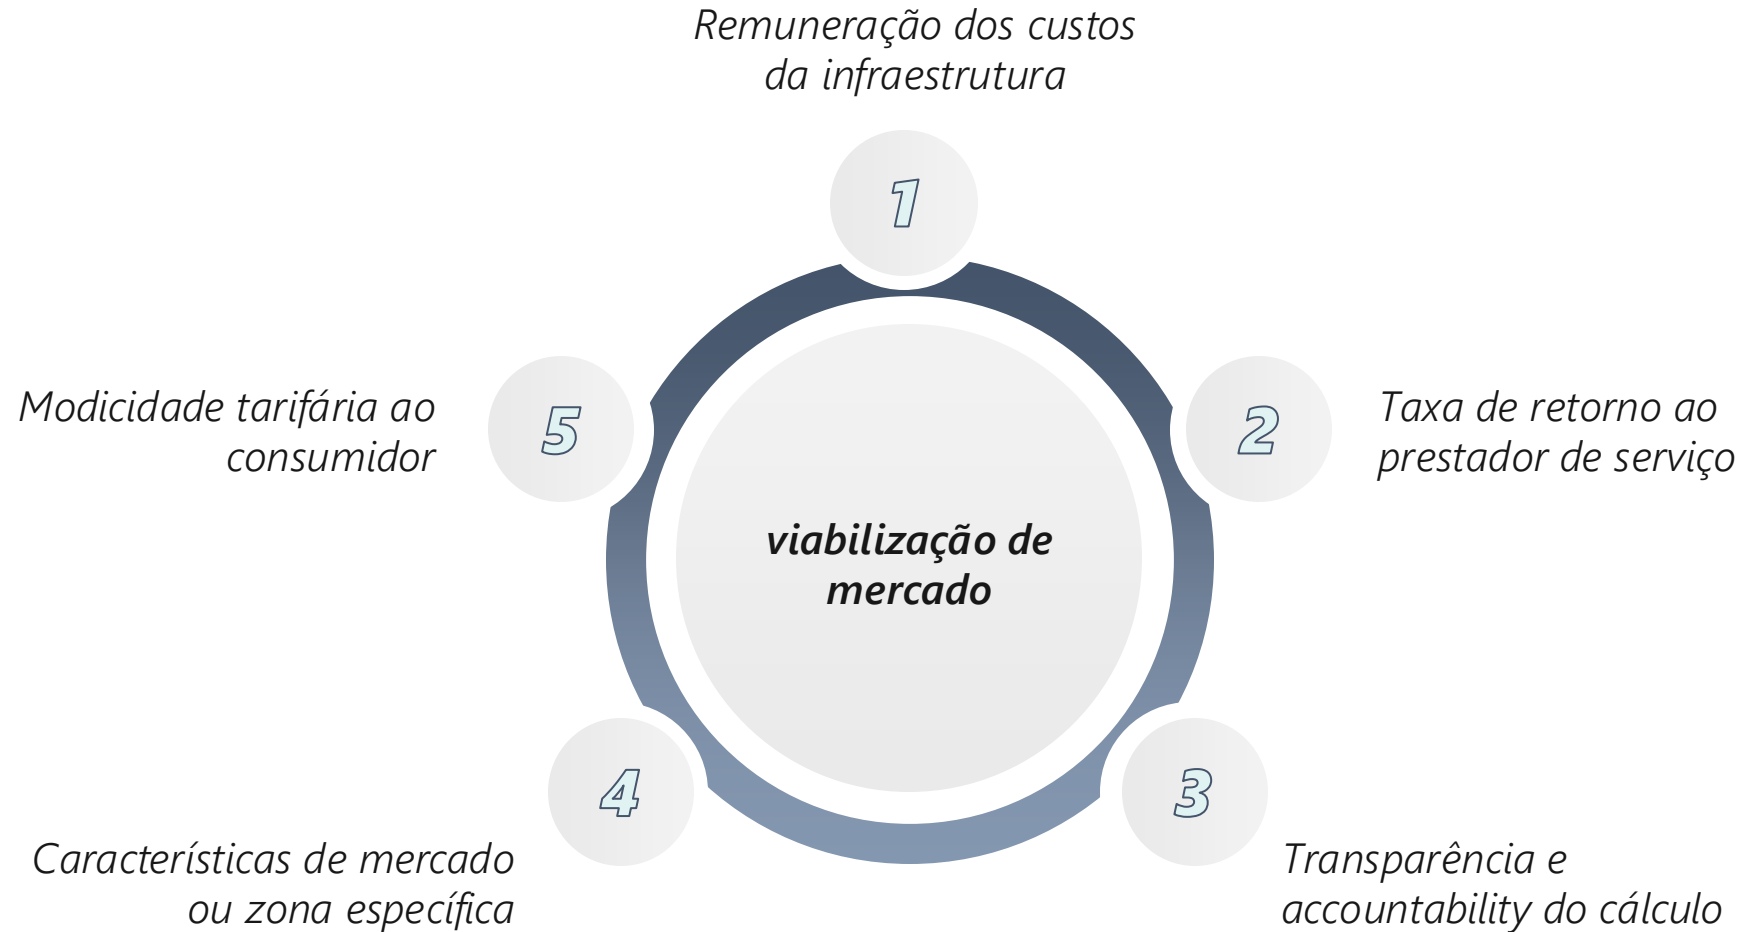 Remuneração dos custos
da infraestrutura
1
2
Taxa de retorno ao
prestador de serviço
3
Transparência e
accountability do cálculo
4
Características de mercado
ou zona específica
5
Modicidade tarifária ao
consumidor
viabilização de
mercado